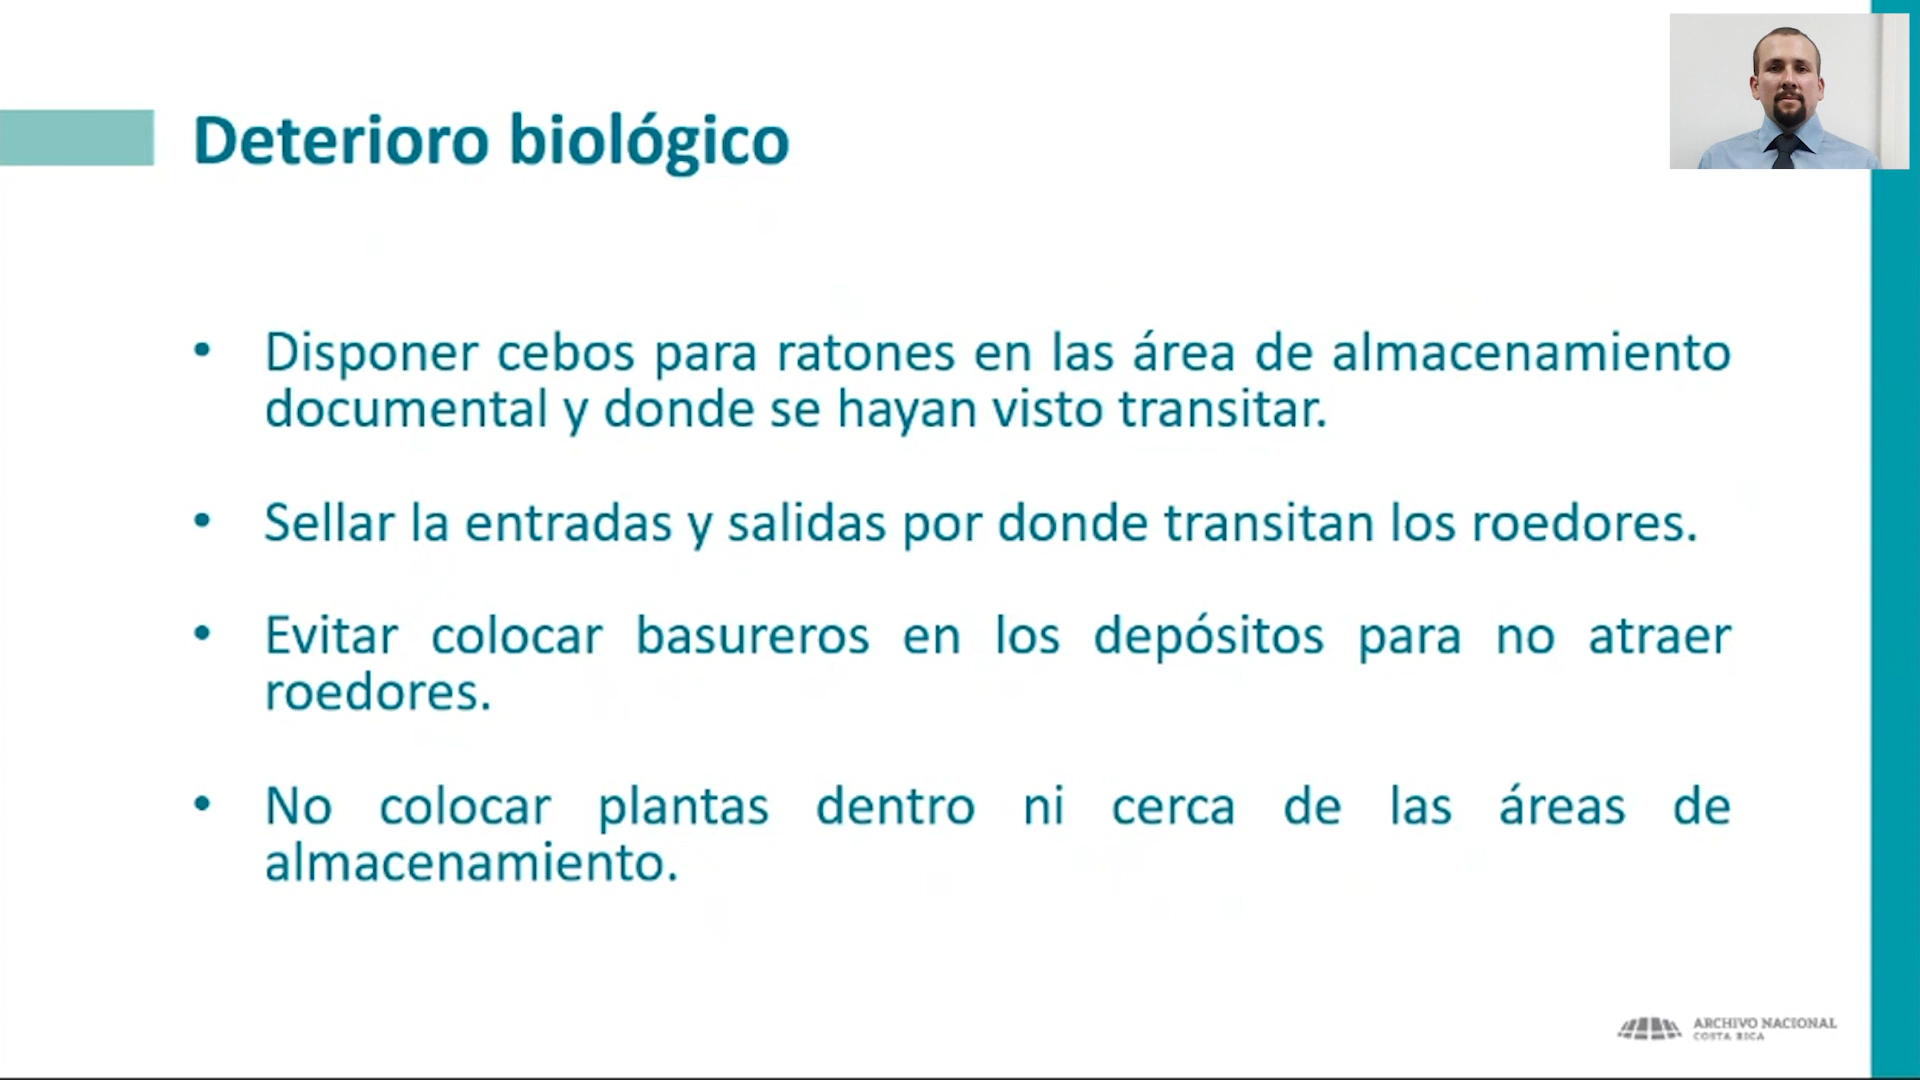 Deterioro biológico
• Disponer cebos para ratones en las área de almacenamiento
documental y donde se hayan visto transitar.
• Sellar la entradas y salidas por donde transitan los roedores.
• Evitar colocar basureros en los depósitos para no atraer
roedores.
• No colocar plantas dentro ni cerca de las áreas de
almacenamiento.
ARCHIVO NACIONAL
COSTA RICA